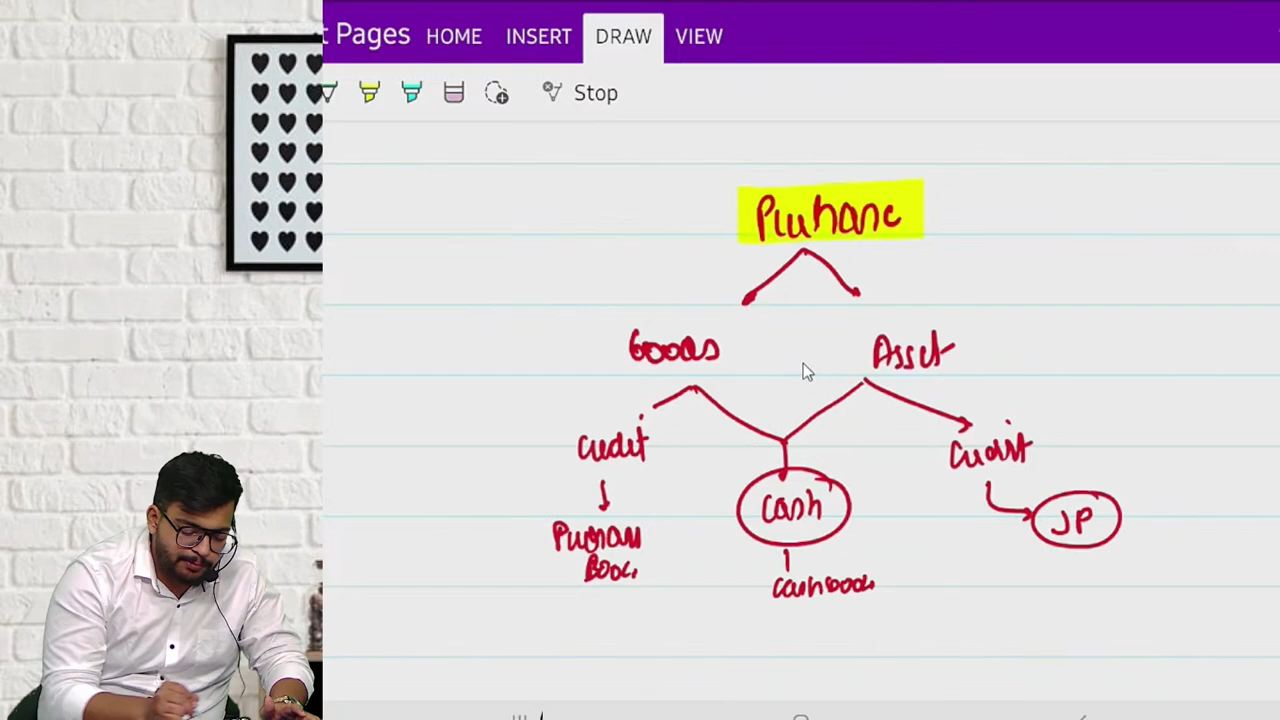 t Pages HOME INSERT DRAW VIEW
Stop
Purchase
Goods Asset
Credit Cash Credit
JP
Purchase
Book
Cashbook